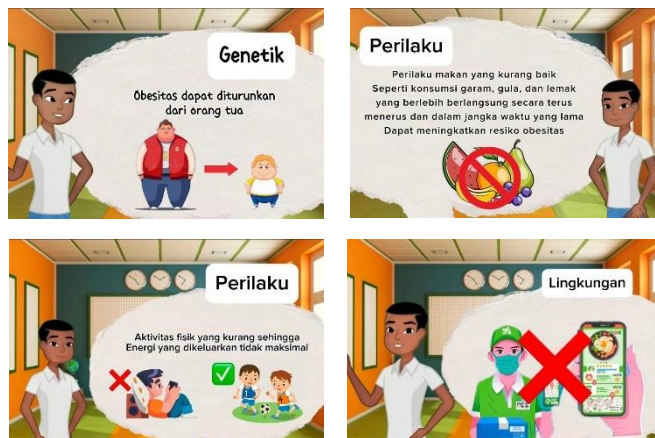 Genetik
Obesitas dapat diturunkan
dari orang tua
Perilaku
Perilaku makan yang kurang baik
Seperti konsumsi garam, gula, dan lemak
yang berlebih berlangsung secara terus
menerus dan dalam jangka waktu yang lama
Dapat meningkatkan resiko obesitas
Perilaku
Aktivitas fisik yang kurang sehingga
Energi yang dikeluarkan tidak maksimal
Lingkungan